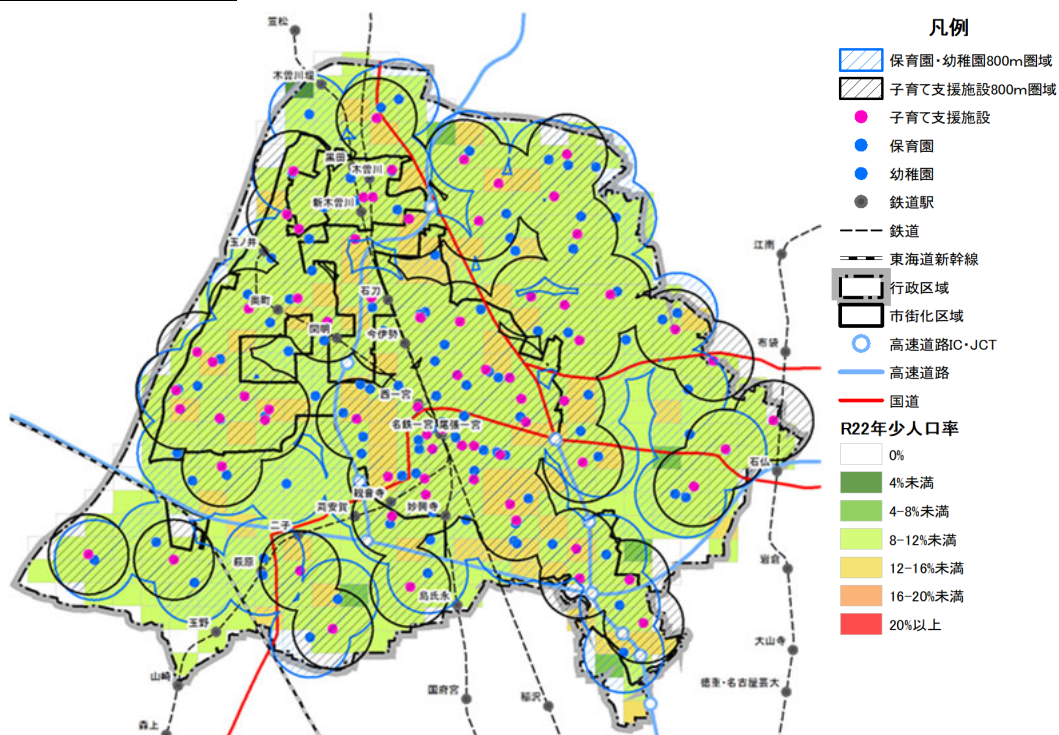 凡例
保育園・幼稚園800m圏域
子育て支援施設800m圏域
子育て支援施設
保育園
幼稚園
鉄道駅
鉄道
東海道新幹線
行政区域
市街化区域
高速道路IC・JCT
高速道路
国道
R22年少人口率
0%
4%未満
4-8%未満
8-12%未満
12-16%未満
16-20%未満
20%以上
笠松
木曽川堤
黒田
木曽川
新木曽川
玉ノ井
石刀
奥町
開明
今伊勢
西一宮
名鉄一宮
尾張一宮
観音寺
苅安賀
妙興寺
二子
萩原
島氏永
玉野
山崎
森上
国府宮
稲沢
江南
布袋
石仏
岩倉
大山寺
徳重・名古屋芸大